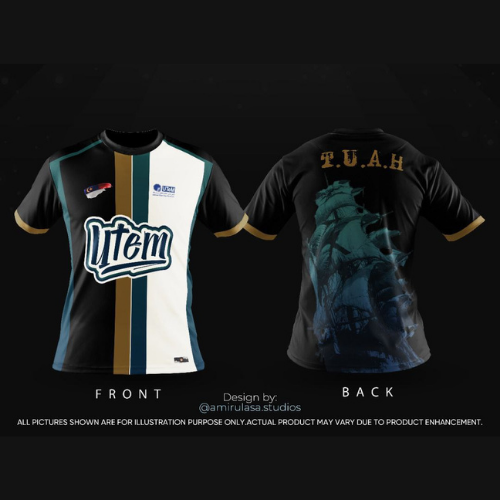 T.U.A.H
UTeM
Utem
FRONT
BACK
Design by:
@amirulasa.studios
ALL PICTURES SHOWN ARE FOR ILLUSTRATION PURPOSE ONLY.ACTUAL PRODUCT MAY VARY DUE TO PRODUCT ENHANCEMENT.